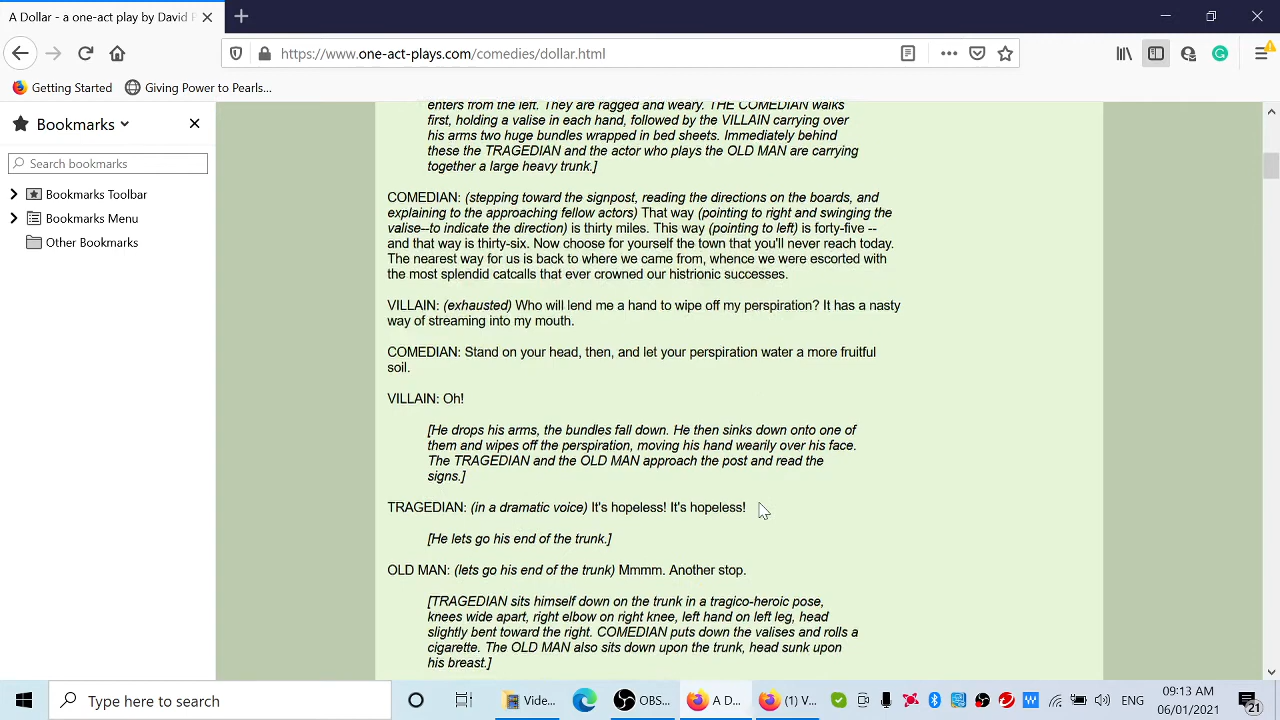 A Dollar - a one-act play by David P
https://www.one-act-plays.com/comedies/dollar.html
Getting Started
Giving Power to Pearls...
Bookmarks
Search bookmarks
Bookmarks Toolbar
Bookmarks Menu
Other Bookmarks
enters from the left. They are ragged and weary. THE COMEDIAN walks
first, holding a valise in each hand, followed by the VILLAIN carrying over
his arms two huge bundles wrapped in bed sheets. Immediately behind
these the TRAGEDIAN and the actor who plays the OLD MAN are carrying
together a large heavy trunk.]
COMEDIAN: (stepping toward the signpost, reading the directions on the boards, and
explaining to the approaching fellow actors) That way (pointing to right and swinging the
valise--to indicate the direction) is thirty miles. This way (pointing to left) is forty-five --
and that way is thirty-six. Now choose for yourself the town that you'll never reach today.
The nearest way for us is back to where we came from, whence we were escorted with
the most splendid catcalls that ever crowned our histrionic successes.
VILLAIN: (exhausted) Who will lend me a hand to wipe off my perspiration? It has a nasty
way of streaming into my mouth.
COMEDIAN: Stand on your head, then, and let your perspiration water a more fruitful
soil.
VILLAIN: Oh!
[He drops his arms, the bundles fall down. He then sinks down onto one of
them and wipes off the perspiration, moving his hand wearily over his face.
The TRAGEDIAN and the OLD MAN approach the post and read the
signs.]
TRAGEDIAN: (in a dramatic voice) It's hopeless! It's hopeless!
[He lets go his end of the trunk.]
OLD MAN: (lets go his end of the trunk) Mmmm. Another stop.
[TRAGEDIAN sits himself down on the trunk in a tragico-heroic pose,
knees wide apart, right elbow on right knee, left hand on left leg, head
slightly bent toward the right. COMEDIAN puts down the valises and rolls a
cigarette. The OLD MAN also sits down upon the trunk, head sunk upon
his breast.]
Type here to search
Vide...
OBS...
A D...
(1) V...
ENG
09:13 AM
06/01/2021
21